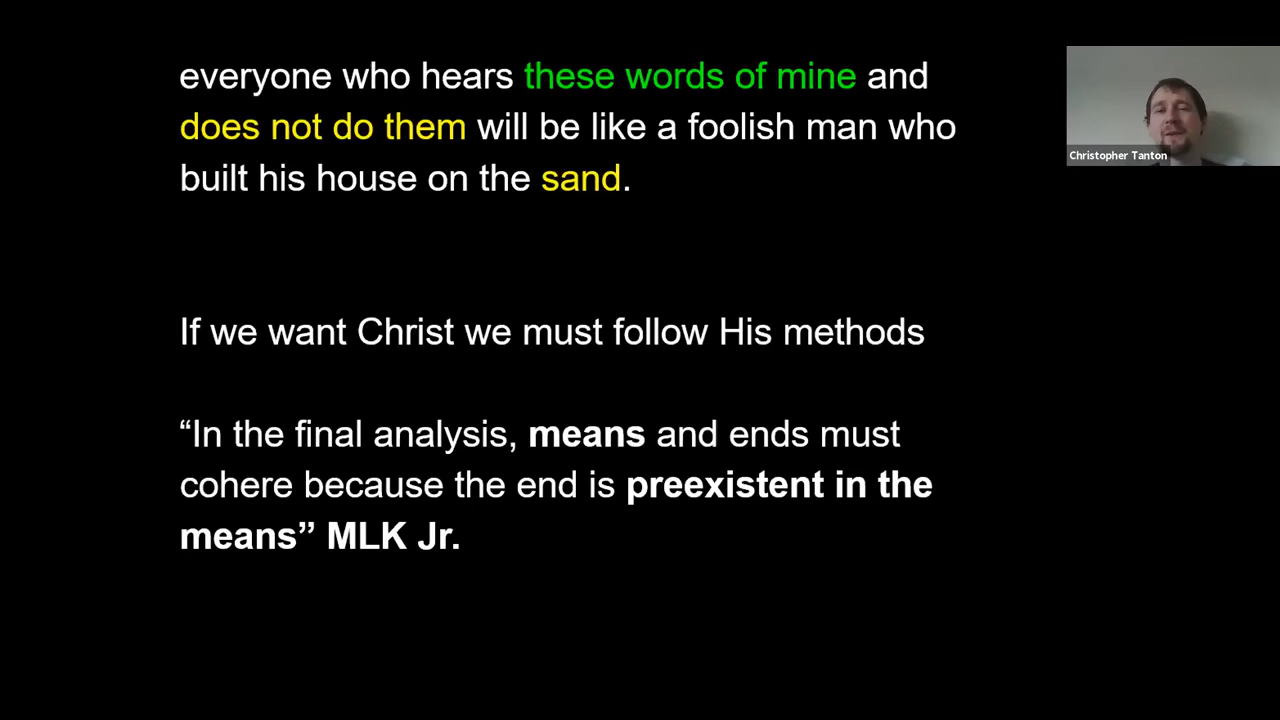 everyone who hears these words of mine and
does not do them will be like a foolish man who
built his house on the sand.
If we want Christ we must follow His methods
“In the final analysis, means and ends must
cohere because the end is preexistent in the
means” MLK Jr.
Christopher Tanton